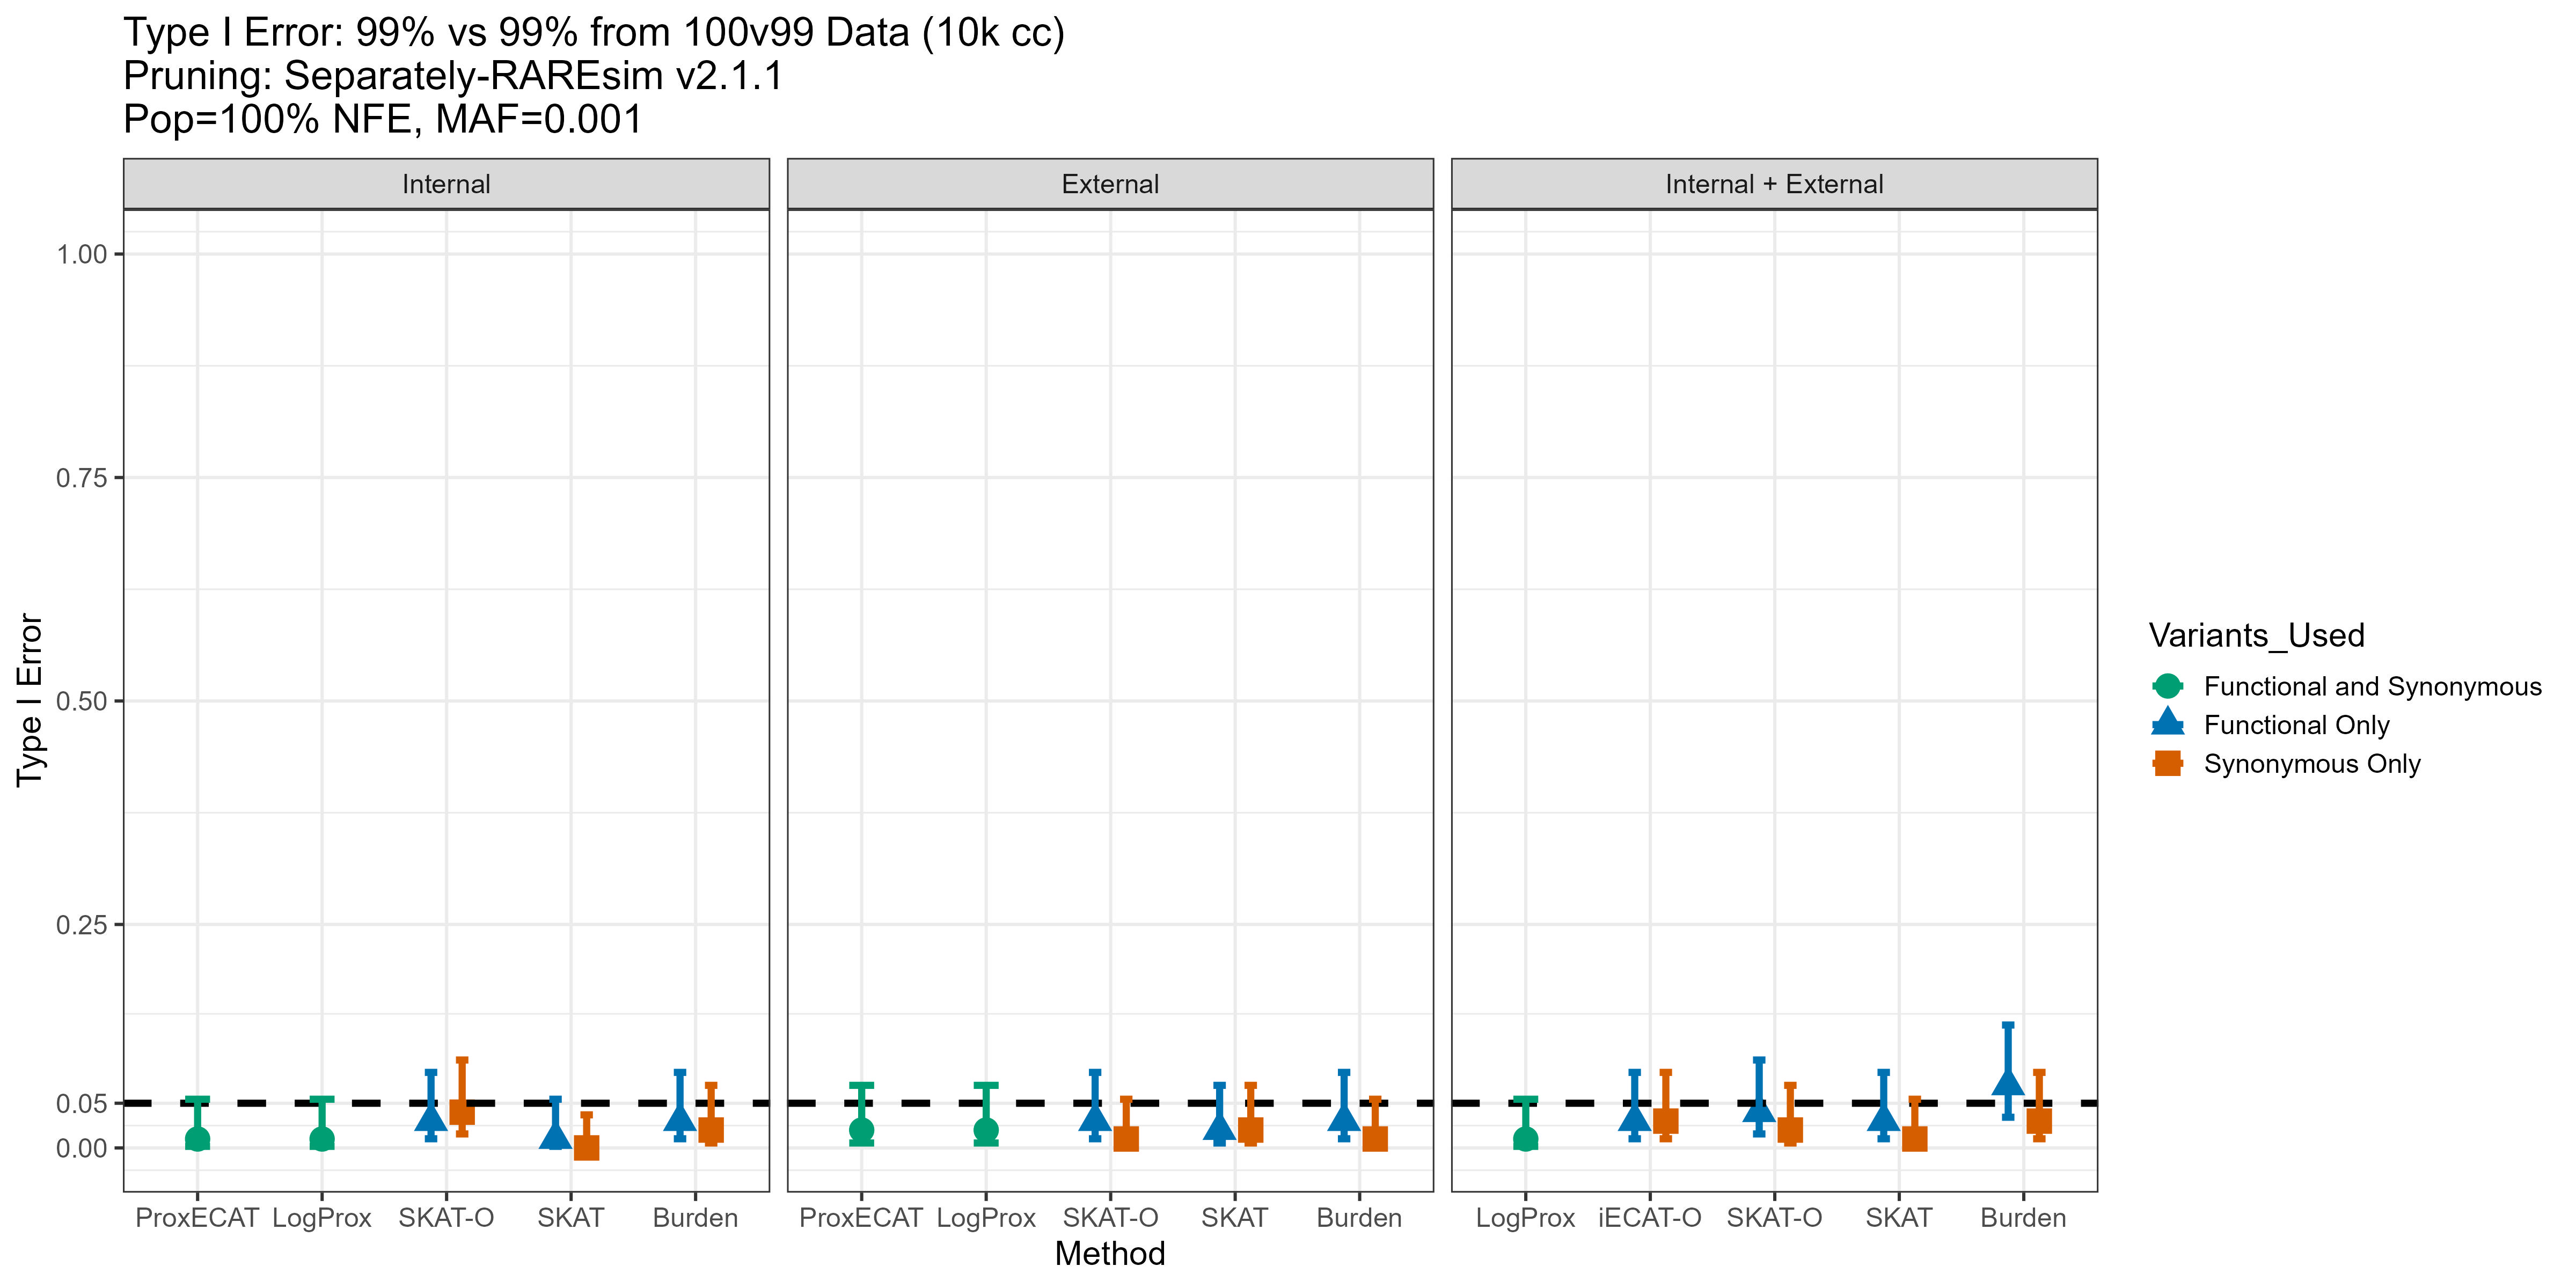 Type I Error: 99% vs 99% from 100v99 Data (10k cc)
Pruning: Separately-RAREsim v2.1.1
Pop=100% NFE, MAF=0.001
Internal
External
Internal + External
Type I Error
1.00
0.75
0.50
0.25
0.05
0.00
ProxECAT LogProx SKAT-O SKAT Burden
ProxECAT LogProx SKAT-O SKAT Burden
LogProx iECAT-O SKAT-O SKAT Burden
Method
Variants_Used
Functional and Synonymous
Functional Only
Synonymous Only